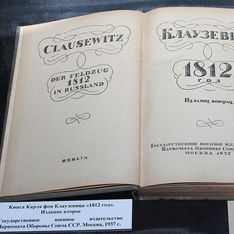 CLAUSEWITZ
DER FELDZUG
1812
IN RUSSLAND
BERLIN
КЛАУЗЕВИ
1812
ГОД
Издание второе
ГОСУДАРСТВЕННОЕ ВОЕННОЕ ИЗДА
НАРКОМАТА ОБОРОНЫ СОЮЗА
МОСКВА 1937
Книга Карла фон Клаузевица «1812 год».
Издание второе
Государственное военное издательство
Наркомата Обороны Союза ССР. Москва, 1937 г.